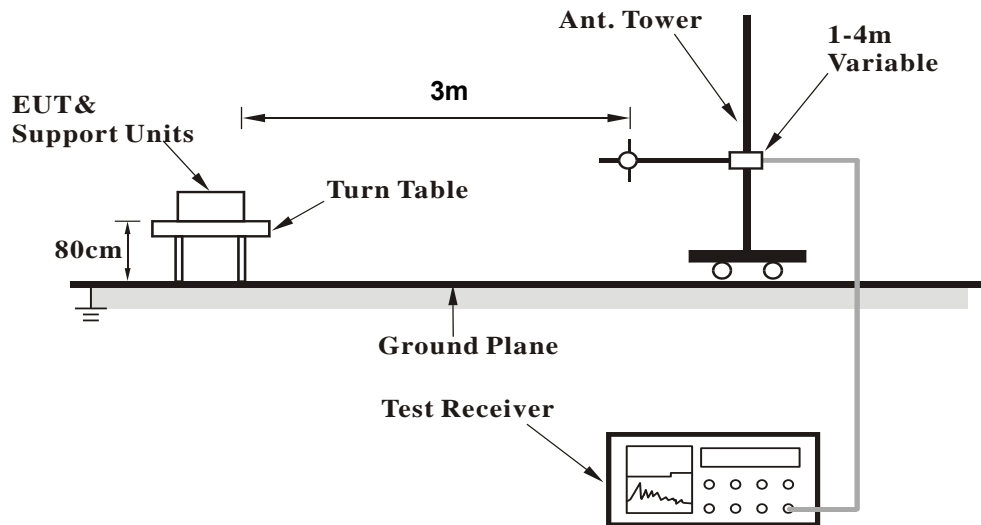 Ant. Tower
1-4m
Variable
3m
EUT&
Support Units
Turn Table
80cm
Ground Plane
Test Receiver